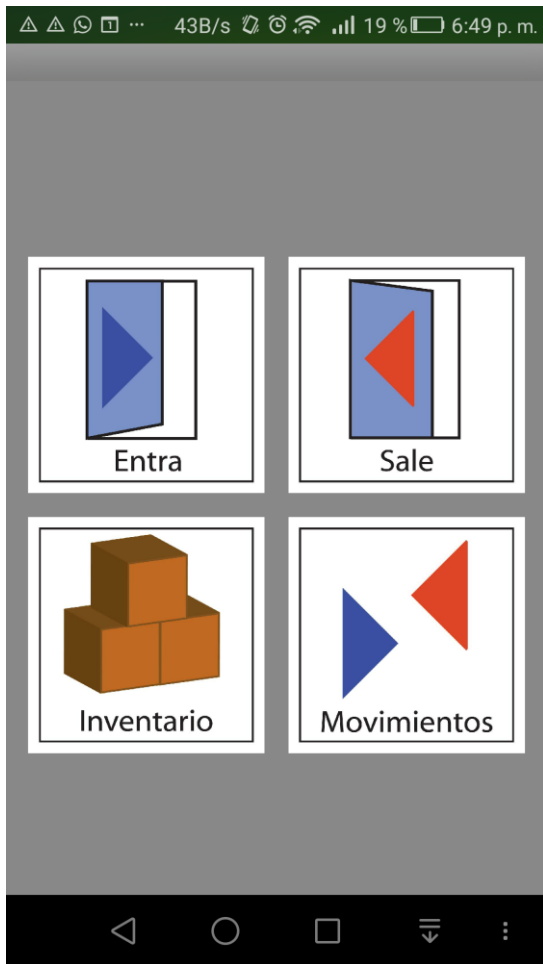 43B/s 19 % 6:49 p. m.
Entra
Sale
Inventario
Movimientos